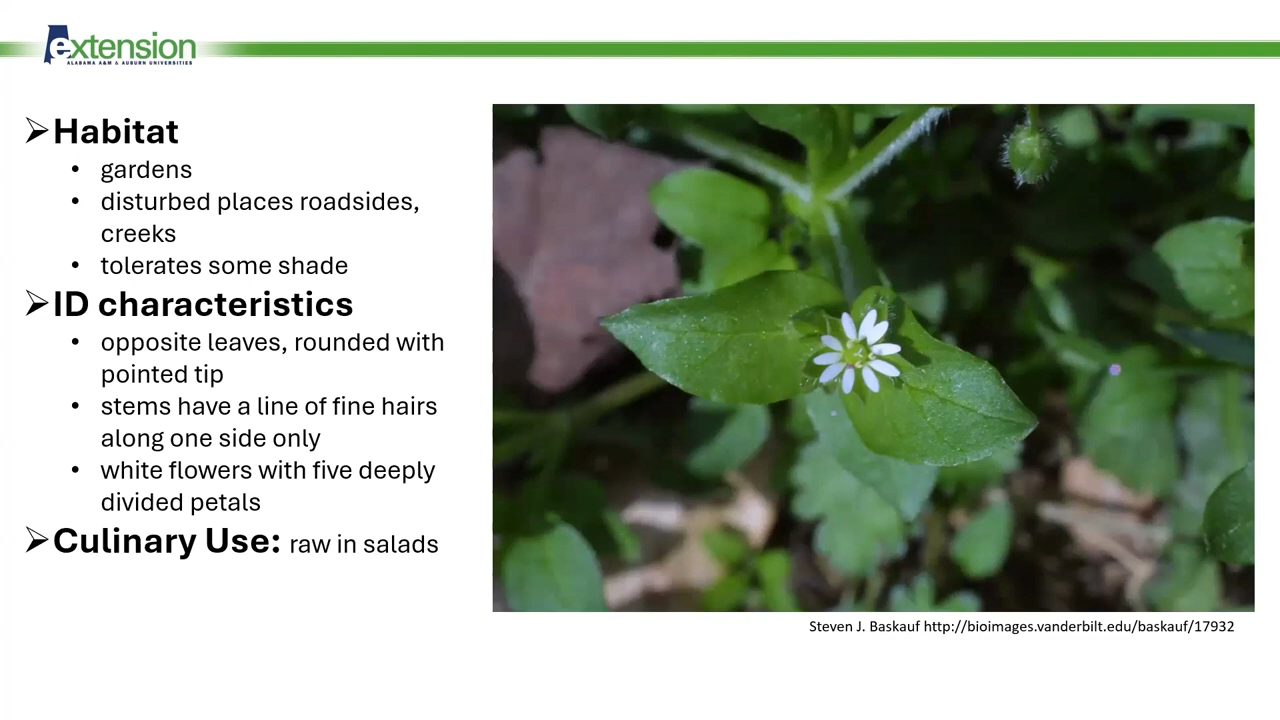 extension
ALABAMA A&M & AUBURN UNIVERSITIES
➢Habitat
• gardens
• disturbed places roadsides,
creeks
• tolerates some shade
➢ID characteristics
• opposite leaves, rounded with
pointed tip
• stems have a line of fine hairs
along one side only
• white flowers with five deeply
divided petals
➢Culinary Use: raw in salads
Steven J. Baskauf http://bioimages.vanderbilt.edu/baskauf/17932